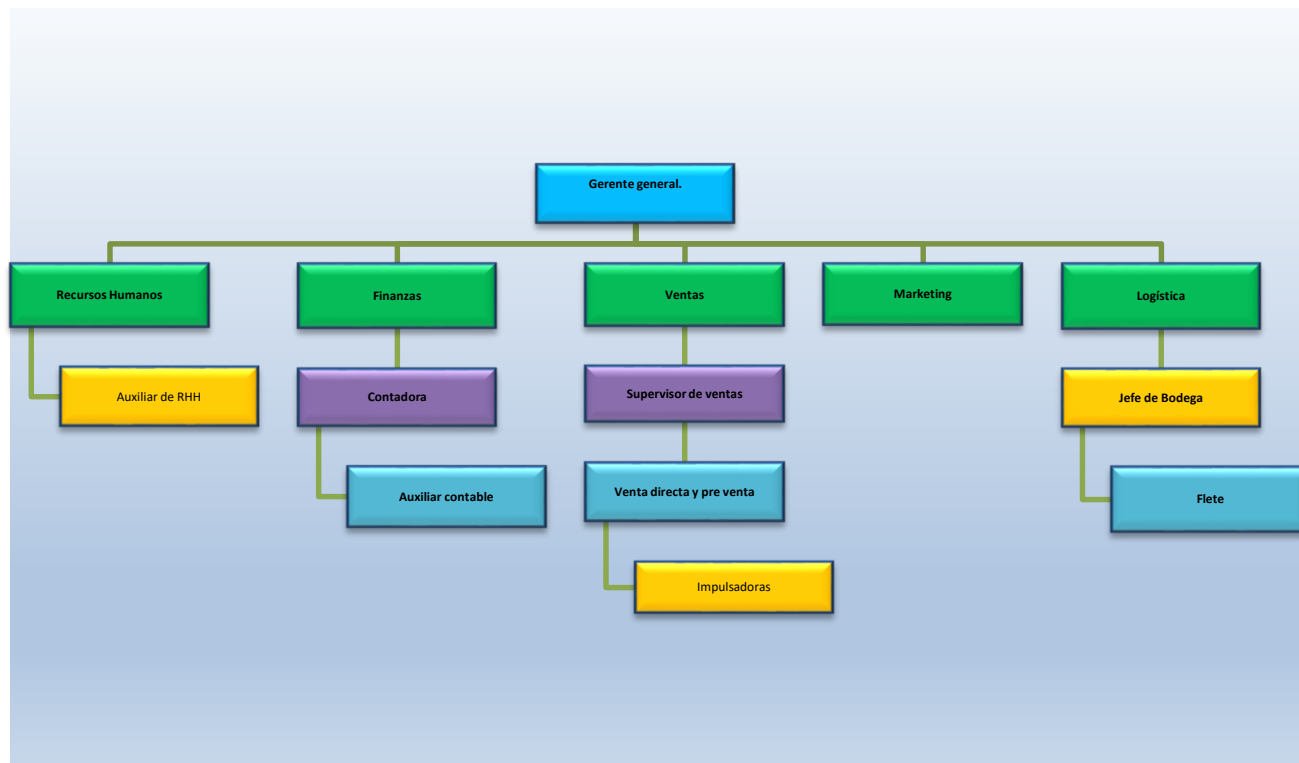 Gerente general.
Recursos Humanos
Finanzas
Ventas
Marketing
Logística
Auxiliar de RHH
Contadora
Supervisor de ventas
Jefe de Bodega
Auxiliar contable
Venta directa y pre venta
Flete
Impulsadoras